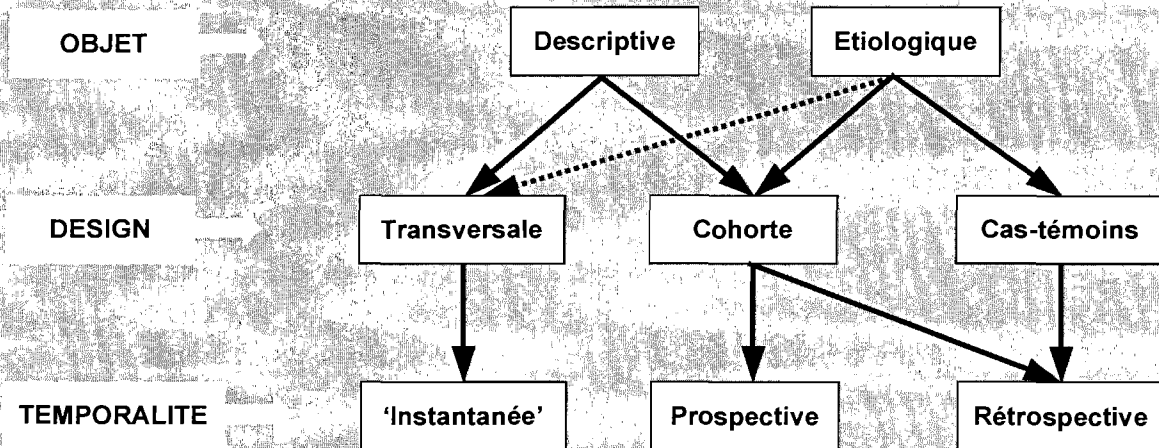 OBJET
Descriptive
Etiologique
DESIGN
Transversale
Cohorte
Cas-témoins
TEMPORALITE
‘Instantanée’
Prospective
Rétrospective